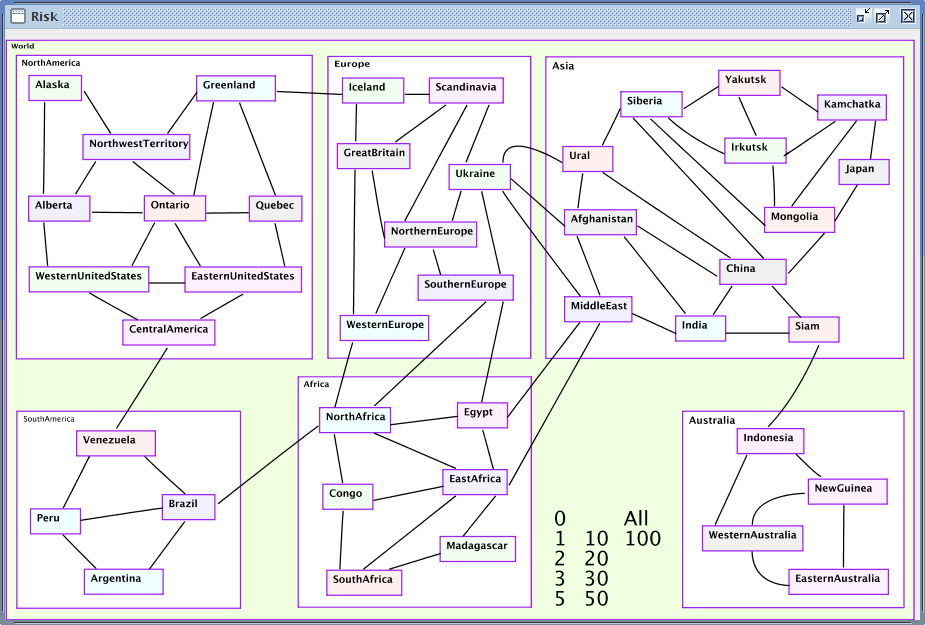 Risk
World
NorthAmerica
Alaska
Greenland
NorthwestTerritory
Alberta
Ontario
Quebec
WesternUnitedStates
EasternUnitedStates
CentralAmerica
Europe
Iceland
Scandinavia
GreatBritain
Ukraine
NorthernEurope
SouthernEurope
WesternEurope
Asia
Yakutsk
Siberia
Kamchatka
Irkutsk
Ural
Japan
Afghanistan
Mongolia
China
MiddleEast
India
Siam
SouthAmerica
Venezuela
Brazil
Peru
Argentina
Africa
NorthAfrica
Egypt
EastAfrica
Congo
Madagascar
SouthAfrica
0 All
1 10 100
2 20
3 30
5 50
Australia
Indonesia
NewGuinea
WesternAustralia
EasternAustralia